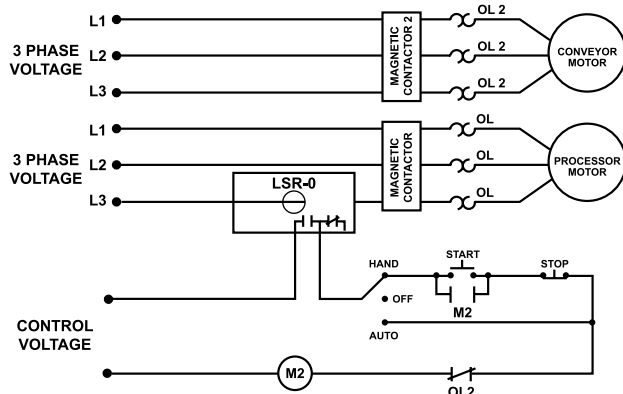 L1
L2
L3
3 PHASE
VOLTAGE
MAGNETIC
CONTACTOR 2
OL 2
OL 2
OL 2
CONVEYOR
MOTOR
L1
L2
L3
3 PHASE
VOLTAGE
LSR-0
MAGNETIC
CONTACTOR
OL
OL
OL
PROCESSOR
MOTOR
HAND
OFF
AUTO
START
M2
STOP
CONTROL
VOLTAGE
M2
OL2